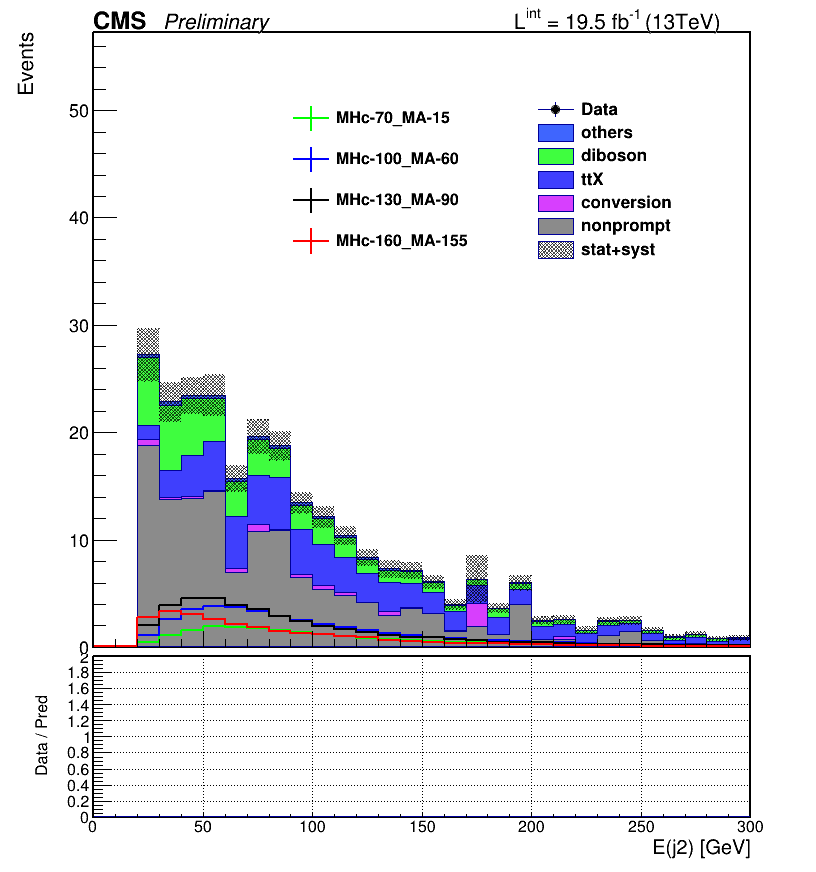 CMS Preliminary L^int = 19.5 fb^-1 (13TeV)
Events
50
40
30
20
10
0
MHc-70_MA-15
MHc-100_MA-60
MHc-130_MA-90
MHc-160_MA-155
Data
others
diboson
ttX
conversion
nonprompt
stat+syst
Data / Pred
2
1.8
1.6
1.4
1.2
1
0.8
0.6
0.4
0.2
0
0 50 100 150 200 250 300
E(j2) [GeV]